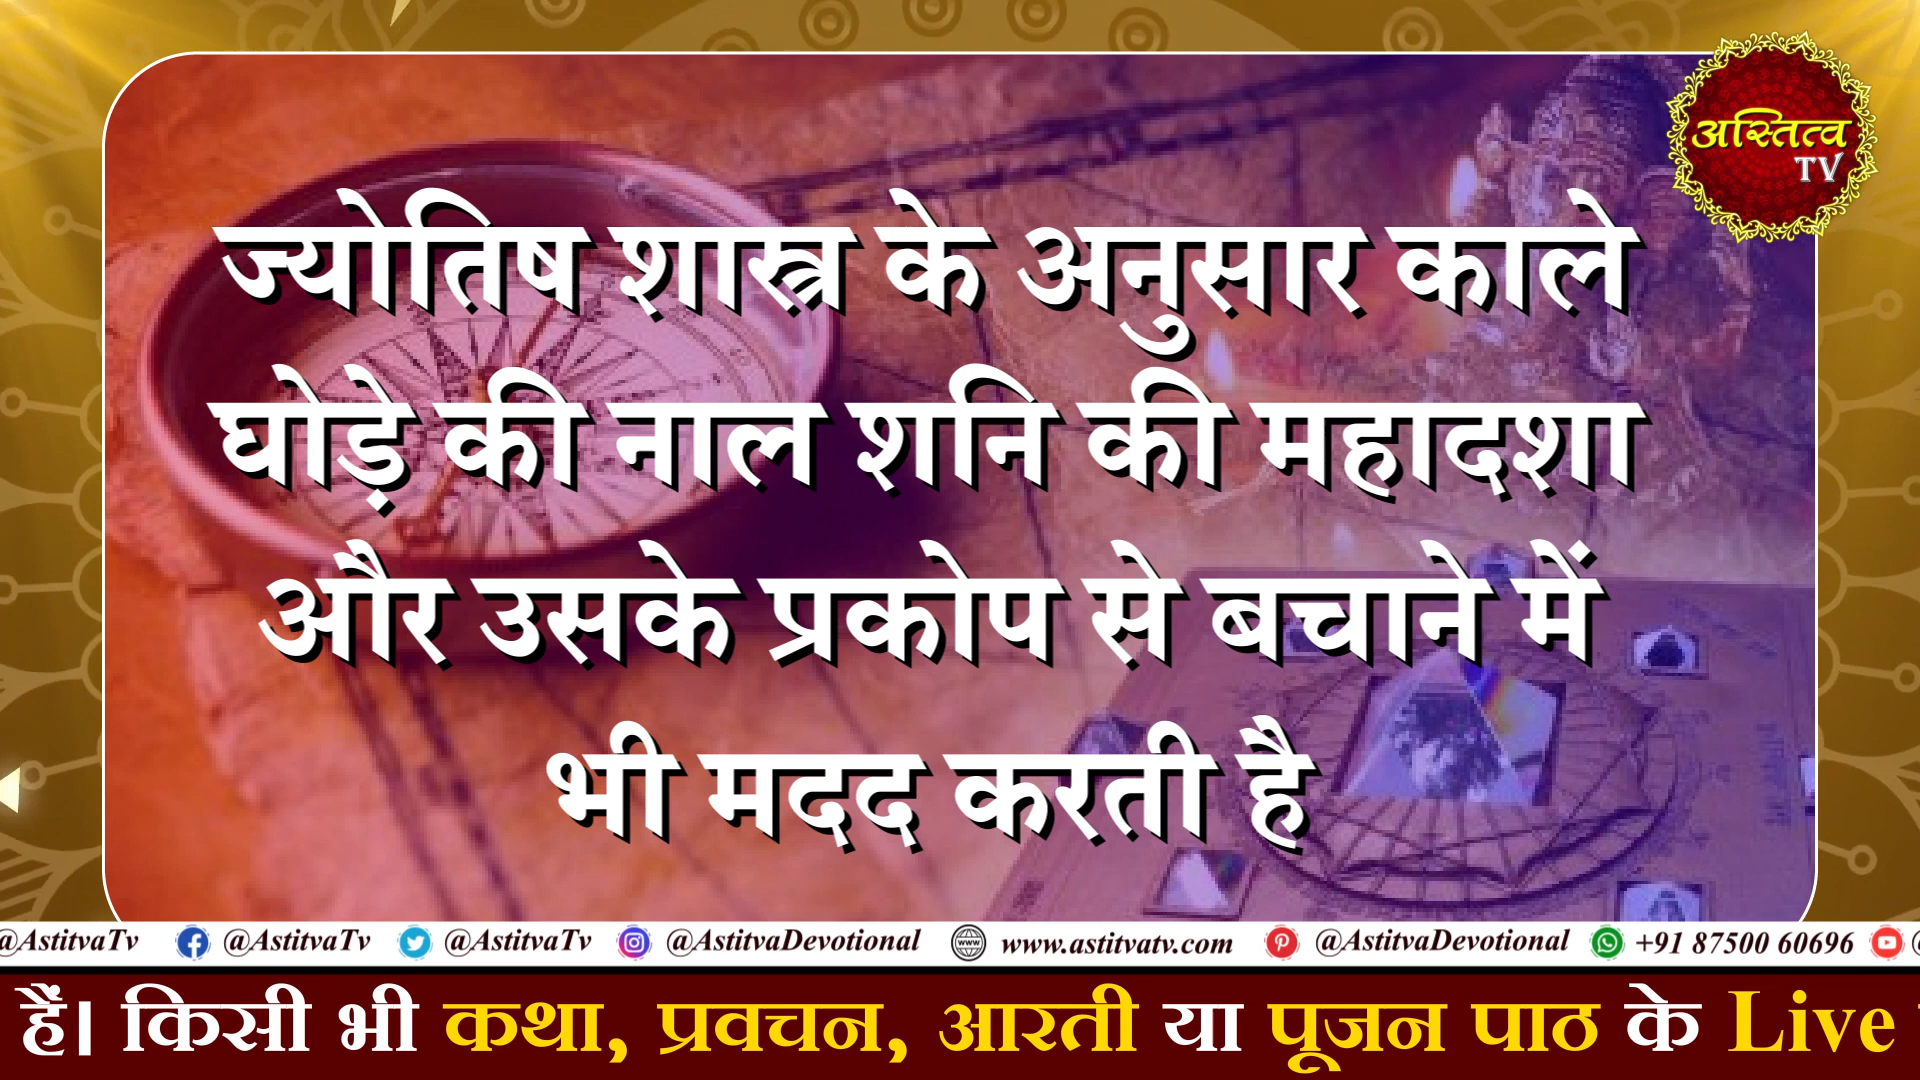 अस्तित्व
TV
ज्योतिष शास्त्र के अनुसार काले
घोड़े की नाल शनि की महादशा
और उसके प्रकोप से बचाने में
भी मदद करती है
@AstitvaTv @AstitvaTv @AstitvaTv @AstitvaDevotional www.astitvatv.com @AstitvaDevotional +91 87500 60696
हैं। किसी भी कथा, प्रवचन, आरती या पूजन पाठ के Live